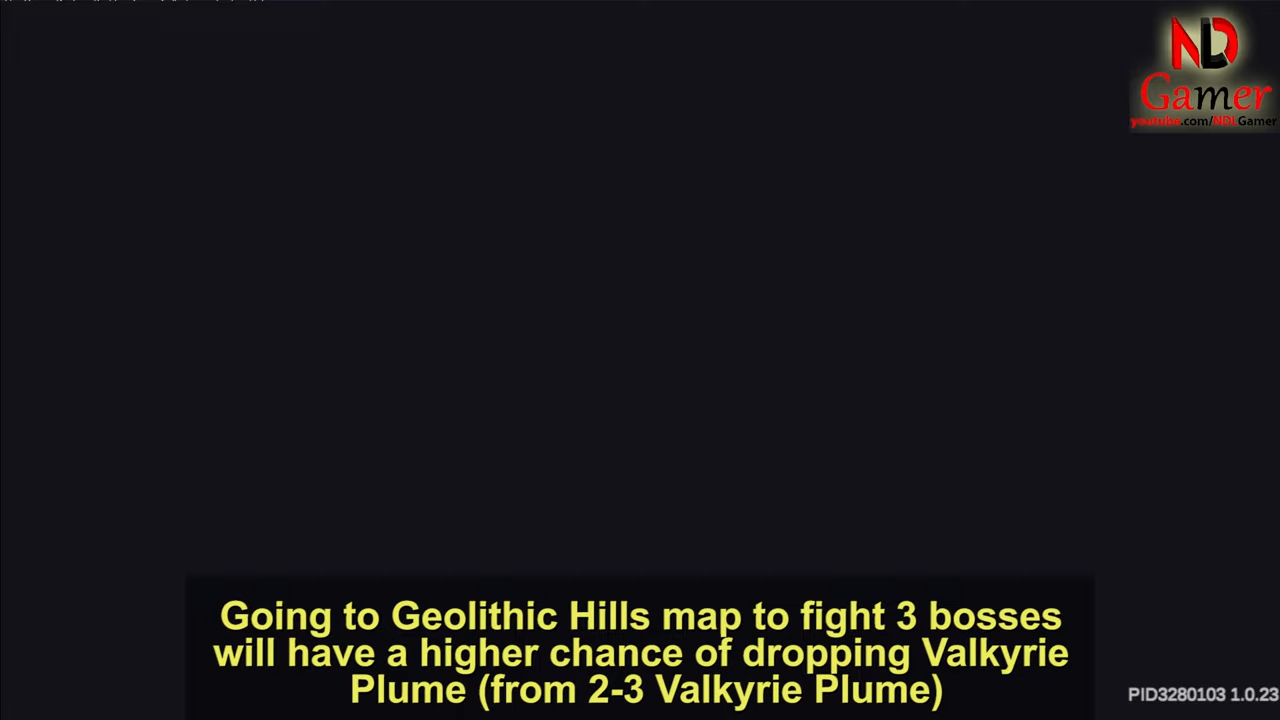 ND
Gamer
youtube.com/NDLGamer
Going to Geolithic Hills map to fight 3 bosses
will have a higher chance of dropping Valkyrie
Plume (from 2-3 Valkyrie Plume)
PID3280103 1.0.23